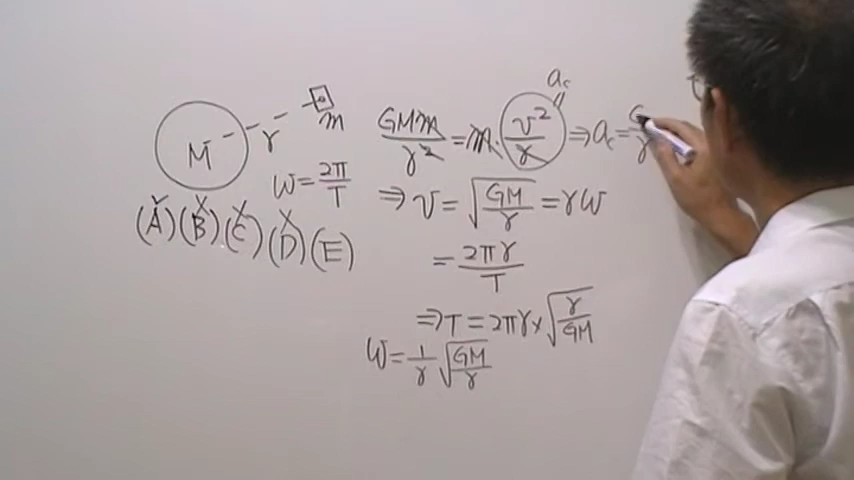 M r m
ω = 2π/T
(A) (B) (C) (D) (E)
a_c
GMm/r² = m · v²/r ⇒ a_c = G/r
⇒ v = √(GM/r) = rω
= 2πr/T
⇒ T = 2πr × √(r/GM)
ω = 1/r √(GM/r)